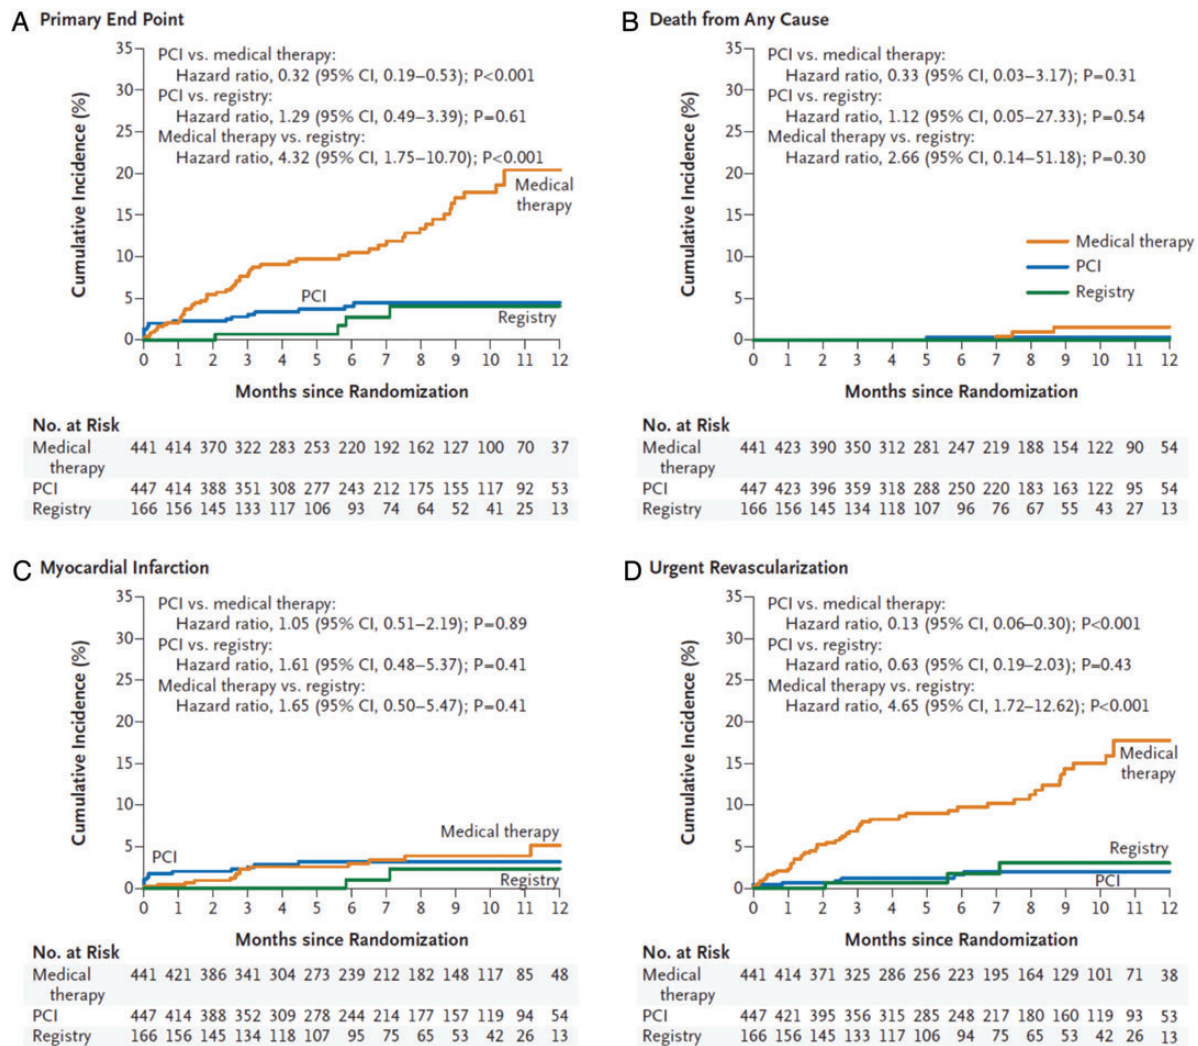 A Primary End Point
35
30
25
20
15
10
5
0
Cumulative Incidence (%)
PCI vs. medical therapy:
Hazard ratio, 0.32 (95% CI, 0.19–0.53); P<0.001
PCI vs. registry:
Hazard ratio, 1.29 (95% CI, 0.49–3.39); P=0.61
Medical therapy vs. registry:
Hazard ratio, 4.32 (95% CI, 1.75–10.70); P<0.001
Medical
therapy
PCI
Registry
0 1 2 3 4 5 6 7 8 9 10 11 12
Months since Randomization
No. at Risk
Medical 441 414 370 322 283 253 220 192 162 127 100 70 37
therapy
PCI 447 414 388 351 308 277 243 212 175 155 117 92 53
Registry 166 156 145 133 117 106 93 74 64 52 41 25 13
B Death from Any Cause
35
30
25
20
15
10
5
0
Cumulative Incidence (%)
PCI vs. medical therapy:
Hazard ratio, 0.33 (95% CI, 0.03–3.17); P=0.31
PCI vs. registry:
Hazard ratio, 1.12 (95% CI, 0.05–27.33); P=0.54
Medical therapy vs. registry:
Hazard ratio, 2.66 (95% CI, 0.14–51.18); P=0.30
Medical therapy
PCI
Registry
0 1 2 3 4 5 6 7 8 9 10 11 12
Months since Randomization
No. at Risk
Medical 441 423 390 350 312 281 247 219 188 154 122 90 54
therapy
PCI 447 423 396 359 318 288 250 220 183 163 122 95 54
Registry 166 156 145 134 118 107 96 76 67 55 43 27 13
C Myocardial Infarction
35
30
25
20
15
10
5
0
Cumulative Incidence (%)
PCI vs. medical therapy:
Hazard ratio, 1.05 (95% CI, 0.51–2.19); P=0.89
PCI vs. registry:
Hazard ratio, 1.61 (95% CI, 0.48–5.37); P=0.41
Medical therapy vs. registry:
Hazard ratio, 1.65 (95% CI, 0.50–5.47); P=0.41
Medical therapy
PCI
Registry
0 1 2 3 4 5 6 7 8 9 10 11 12
Months since Randomization
No. at Risk
Medical 441 421 386 341 304 273 239 212 182 148 117 85 48
therapy
PCI 447 414 388 352 309 278 244 214 177 157 119 94 54
Registry 166 156 145 134 118 107 95 75 65 53 42 26 13
D Urgent Revascularization
35
30
25
20
15
10
5
0
Cumulative Incidence (%)
PCI vs. medical therapy:
Hazard ratio, 0.13 (95% CI, 0.06–0.30); P<0.001
PCI vs. registry:
Hazard ratio, 0.63 (95% CI, 0.19–2.03); P=0.43
Medical therapy vs. registry:
Hazard ratio, 4.65 (95% CI, 1.72–12.62); P<0.001
Medical
therapy
Registry
PCI
0 1 2 3 4 5 6 7 8 9 10 11 12
Months since Randomization
No. at Risk
Medical 441 414 371 325 286 256 223 195 164 129 101 71 38
therapy
PCI 447 421 395 356 315 285 248 217 180 160 119 93 53
Registry 166 156 145 133 117 106 94 75 65 53 42 26 13